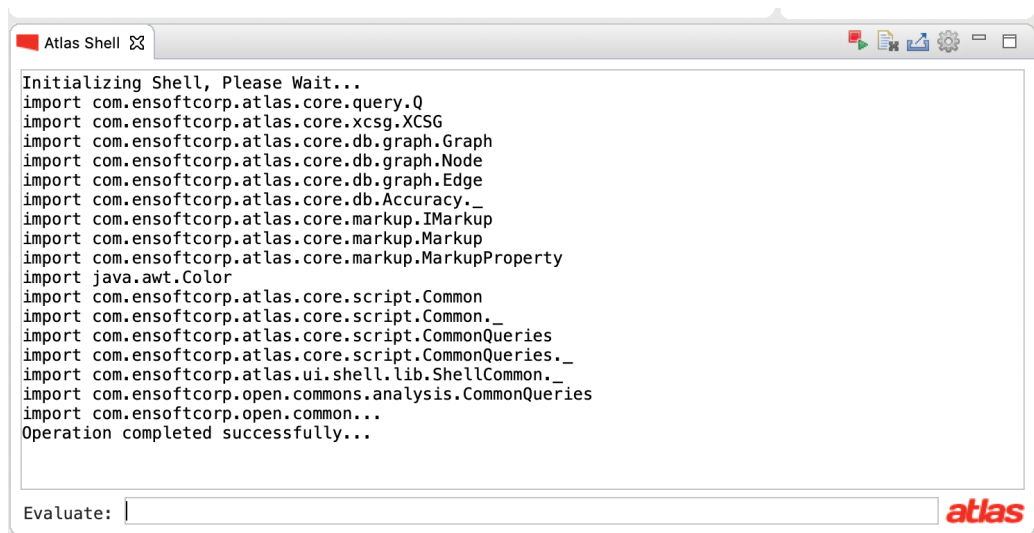 Atlas Shell
Initializing Shell, Please Wait...
import com.ensoftcorp.atlas.core.query.Q
import com.ensoftcorp.atlas.core.xcsg.XCSG
import com.ensoftcorp.atlas.core.db.graph.Graph
import com.ensoftcorp.atlas.core.db.graph.Node
import com.ensoftcorp.atlas.core.db.graph.Edge
import com.ensoftcorp.atlas.core.db.Accuracy._
import com.ensoftcorp.atlas.core.markup.IMarkup
import com.ensoftcorp.atlas.core.markup.Markup
import com.ensoftcorp.atlas.core.markup.MarkupProperty
import java.awt.Color
import com.ensoftcorp.atlas.core.script.Common
import com.ensoftcorp.atlas.core.script.Common._
import com.ensoftcorp.atlas.core.script.CommonQueries
import com.ensoftcorp.atlas.core.script.CommonQueries._
import com.ensoftcorp.atlas.ui.shell.lib.ShellCommon._
import com.ensoftcorp.open.commons.analysis.CommonQueries
import com.ensoftcorp.open.common...
Operation completed successfully...
Evaluate:
atlas